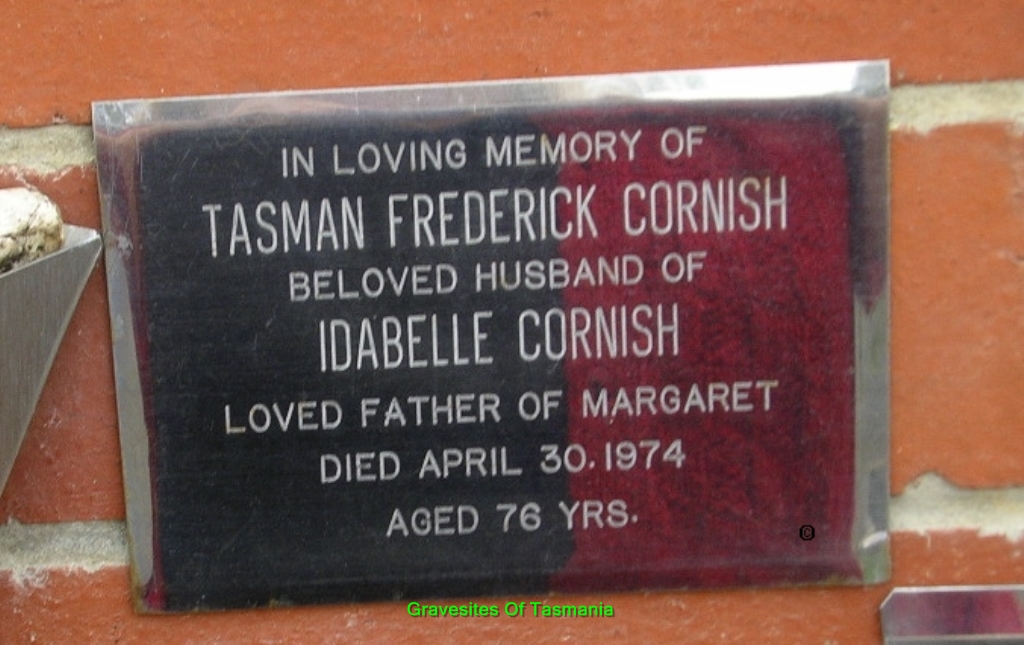 IN LOVING MEMORY OF
TASMAN FREDERICK CORNISH
BELOVED HUSBAND OF
IDABELLE CORNISH
LOVED FATHER OF MARGARET
DIED APRIL 30.1974
AGED 76 YRS.
©
Gravesites Of Tasmania